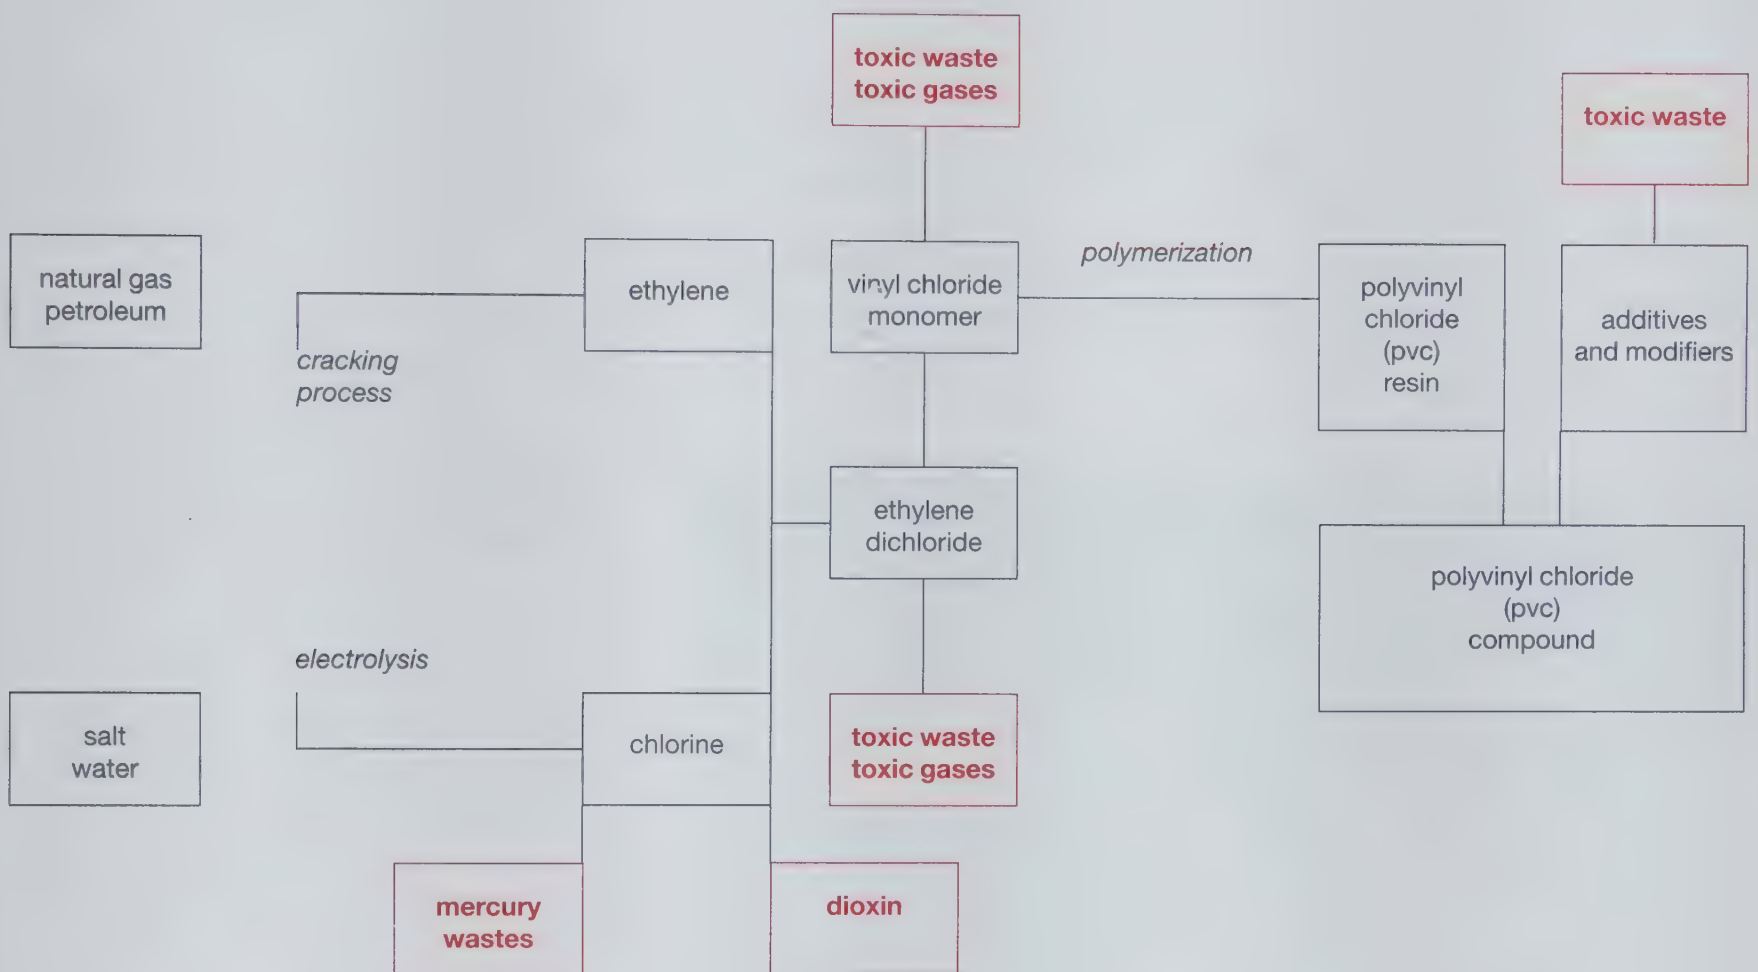 toxic waste
toxic gases
toxic waste
natural gas
petroleum
cracking
process
ethylene
vinyl chloride
monomer
polymerization
polyvinyl
chloride
(pvc)
resin
additives
and modifiers
ethylene
dichloride
polyvinyl chloride
(pvc)
compound
electrolysis
salt
water
chlorine
toxic waste
toxic gases
mercury
wastes
dioxin